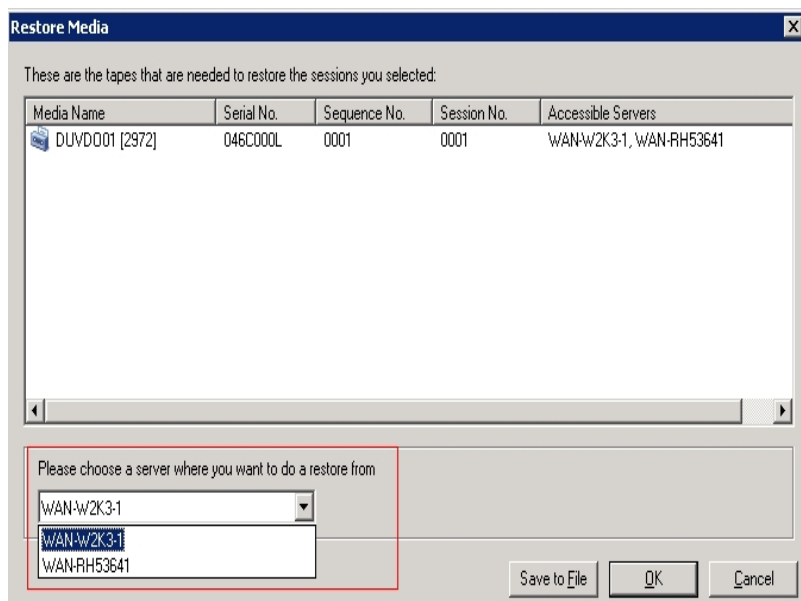 Restore Media
These are the tapes that are needed to restore the sessions you selected:
Media Name Serial No. Sequence No. Session No. Accessible Servers
DUVDO01 [2972] 046C000L 0001 0001 WAN-W2K3-1, WAN-RH53641
Please choose a server where you want to do a restore from
WAN-W2K3-1
WAN-W2K3-1
WAN-RH53641
Save to File OK Cancel